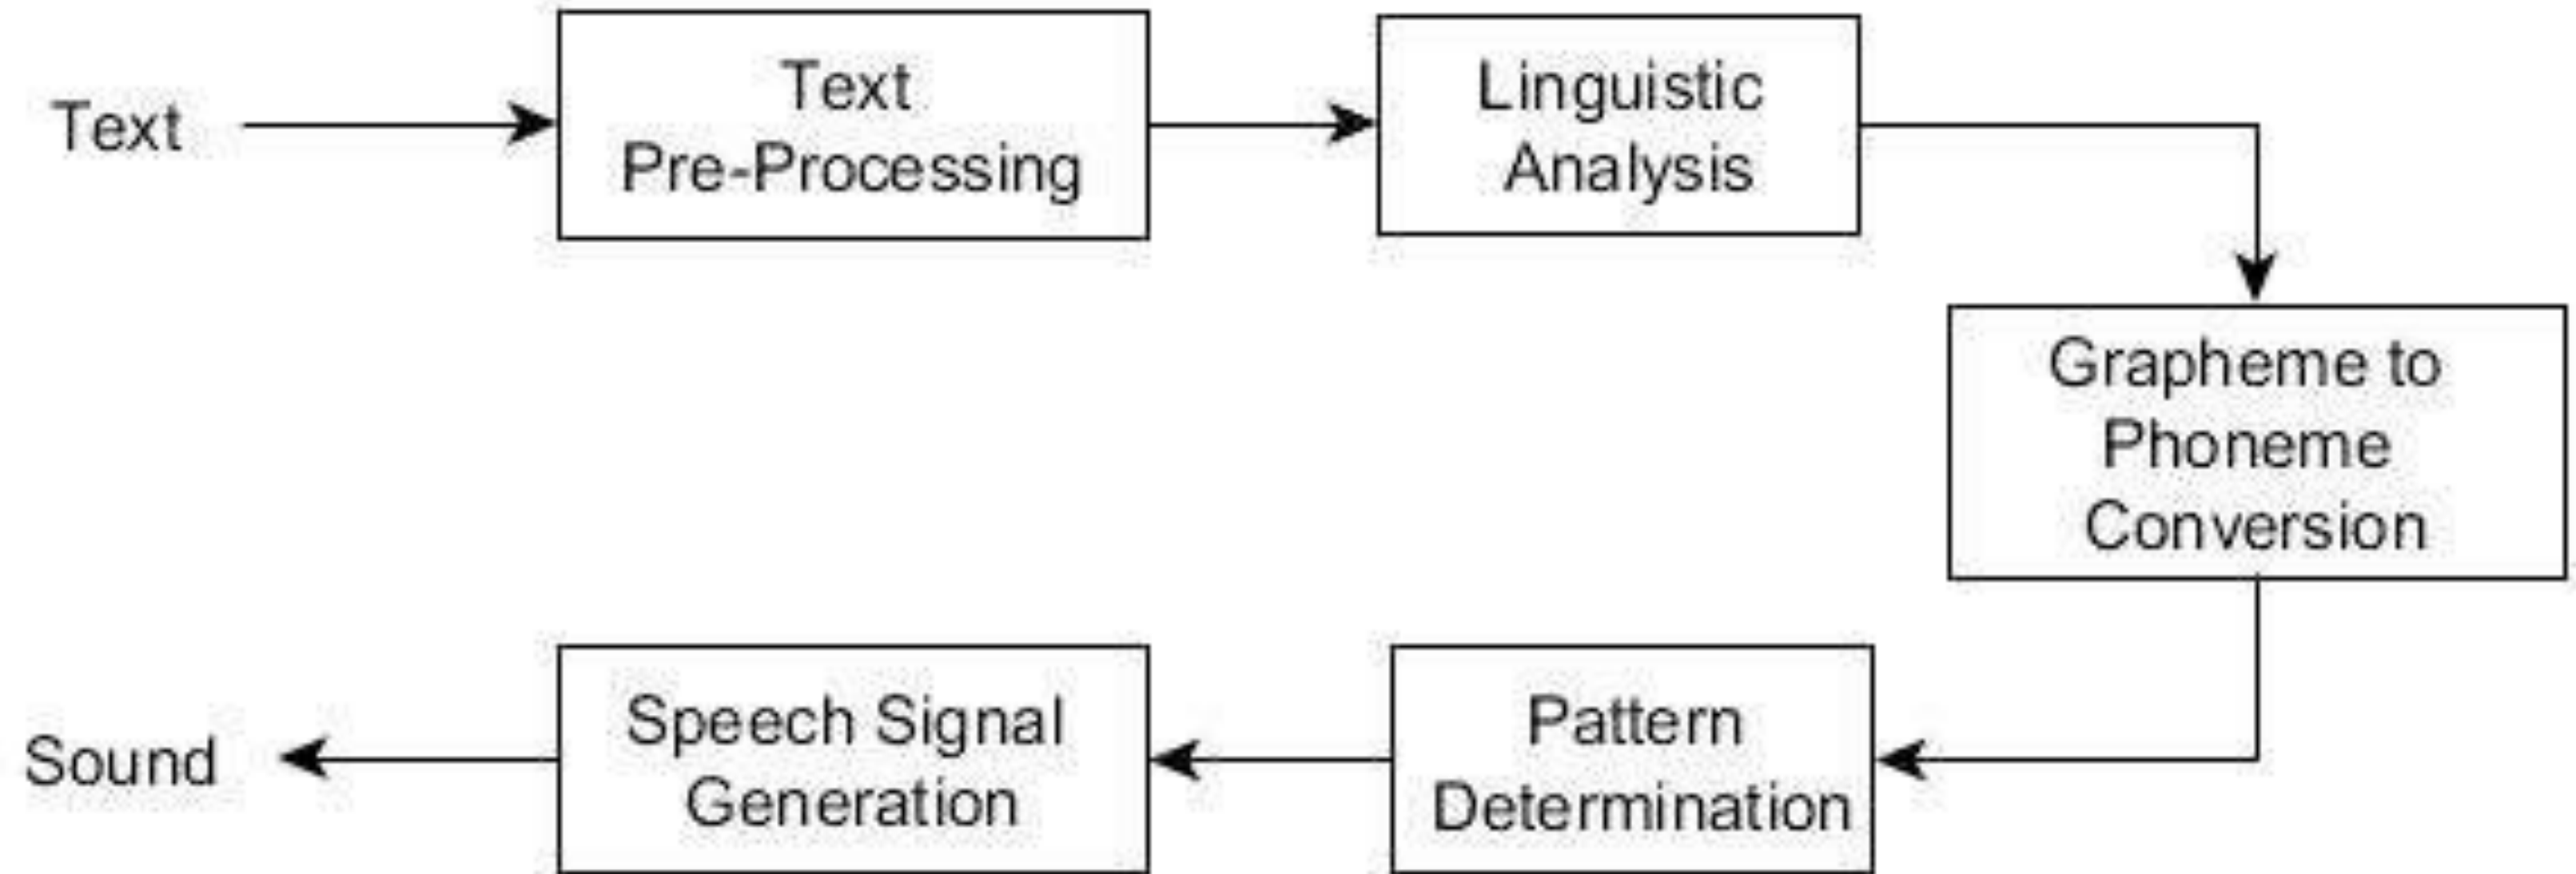 Text
Text
Pre-Processing
Linguistic
Analysis
Grapheme to
Phoneme
Conversion
Pattern
Determination
Speech Signal
Generation
Sound